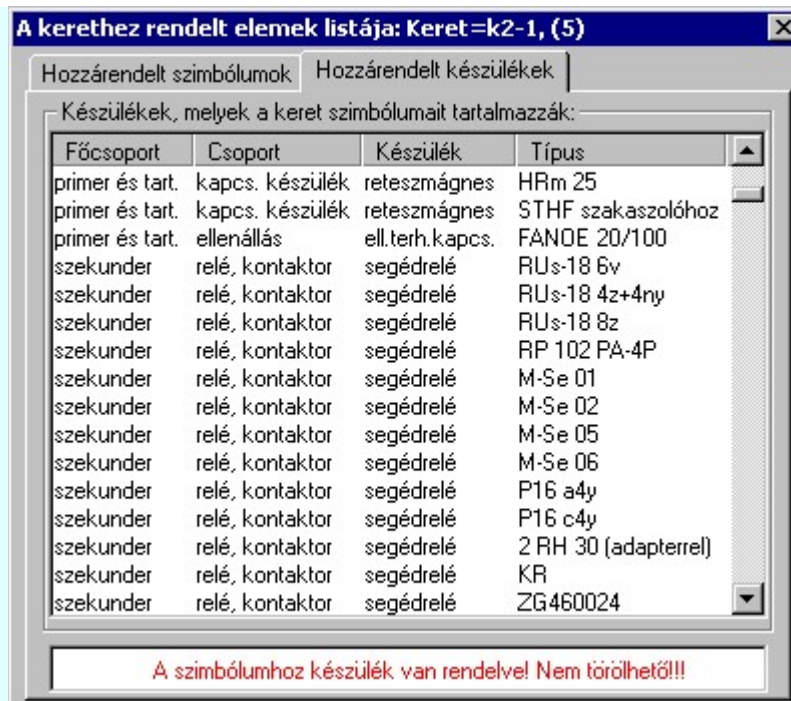 A kerethez rendelt elemek listája: Keret=k2-1, (5)
Hozzárendelt szimbólumok Hozzárendelt készülékek
Készülékek, melyek a keret szimbólumait tartalmazzák:
Főcsoport Csoport Készülék Típus
primer és tart. kapcs. készülék reteszmágnes HRm 25
primer és tart. kapcs. készülék reteszmágnes STHF szakaszolóhoz
primer és tart. ellenállás ell.terh.kapcs. FANOE 20/100
szekunder relé, kontaktor segédrelé RUs-18 6v
szekunder relé, kontaktor segédrelé RUs-18 4z+4ny
szekunder relé, kontaktor segédrelé RUs-18 8z
szekunder relé, kontaktor segédrelé RP 102 PA-4P
szekunder relé, kontaktor segédrelé M-Se 01
szekunder relé, kontaktor segédrelé M-Se 02
szekunder relé, kontaktor segédrelé M-Se 05
szekunder relé, kontaktor segédrelé M-Se 06
szekunder relé, kontaktor segédrelé P16 a4y
szekunder relé, kontaktor segédrelé P16 c4y
szekunder relé, kontaktor segédrelé 2 RH 30 (adapterrel)
szekunder relé, kontaktor segédrelé KR
szekunder relé, kontaktor segédrelé ZG460024
A szimbólumhoz készülék van rendelve! Nem törölhető!!!